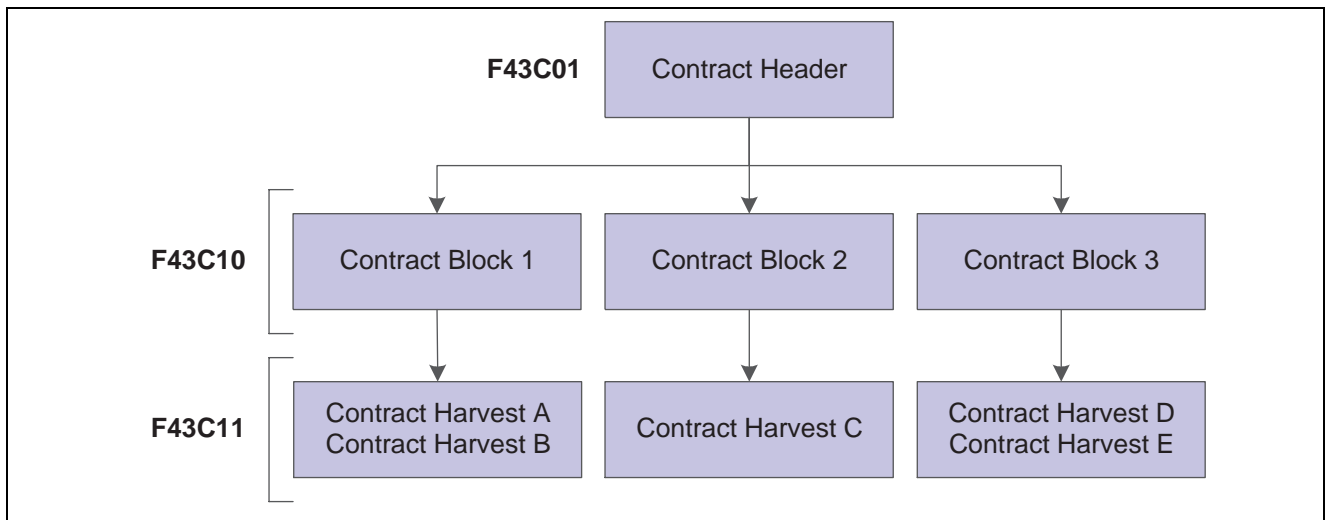 F43C01
Contract Header
F43C10
Contract Block 1
Contract Block 2
Contract Block 3
F43C11
Contract Harvest A
Contract Harvest B
Contract Harvest C
Contract Harvest D
Contract Harvest E